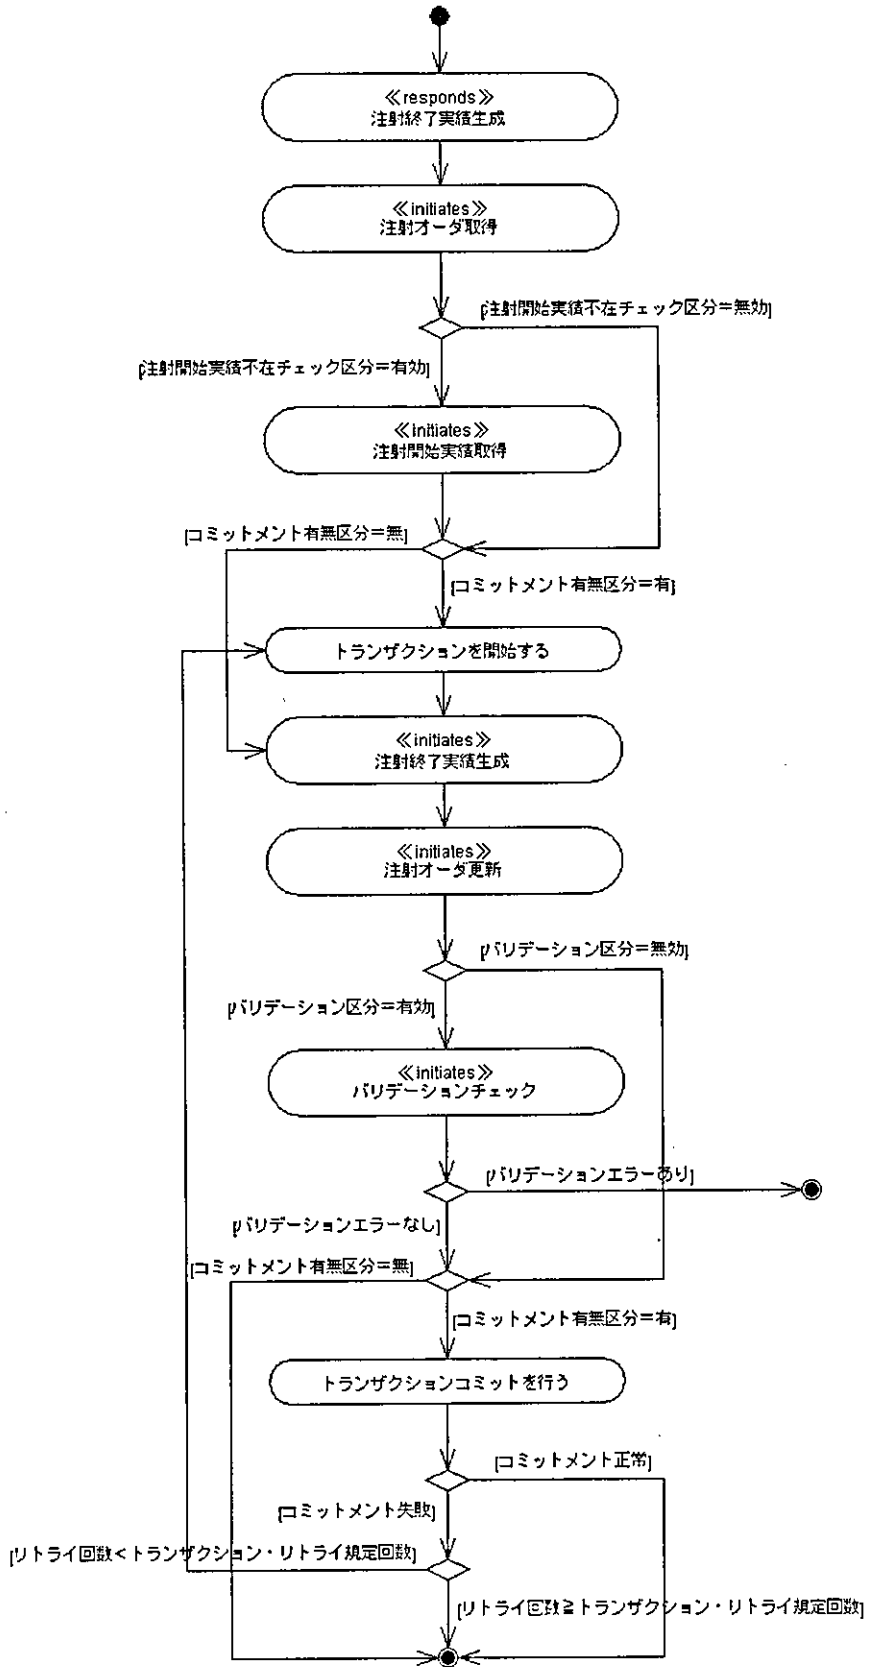 ≪responds≫
注射終了実績生成
≪initiates≫
注射オーダ取得
[注射開始実績不在チェック区分＝無効]
[注射開始実績不在チェック区分＝有効]
≪initiates≫
注射開始実績取得
[コミットメント有無区分＝無]
[コミットメント有無区分＝有]
トランザクションを開始する
≪initiates≫
注射終了実績生成
≪initiates≫
注射オーダ更新
[バリデーション区分＝無効]
[バリデーション区分＝有効]
≪initiates≫
バリデーションチェック
[バリデーションエラーあり]
[バリデーションエラーなし]
[コミットメント有無区分＝無]
[コミットメント有無区分＝有]
トランザクションコミットを行う
[コミットメント正常]
[コミットメント失敗]
[リトライ回数＜トランザクション・リトライ規定回数]
[リトライ回数≧トランザクション・リトライ規定回数]